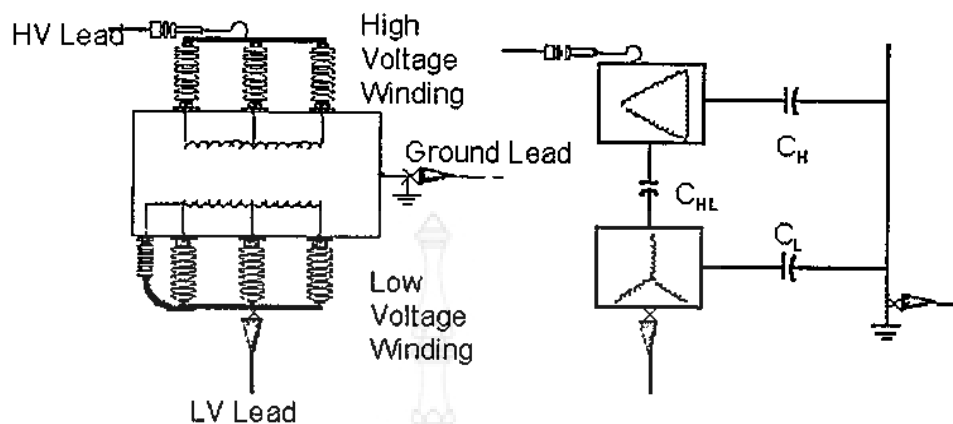 HV Lead
High
Voltage
Winding
Ground Lead
Low
Voltage
Winding
LV Lead
C_H
C_HL
C_L